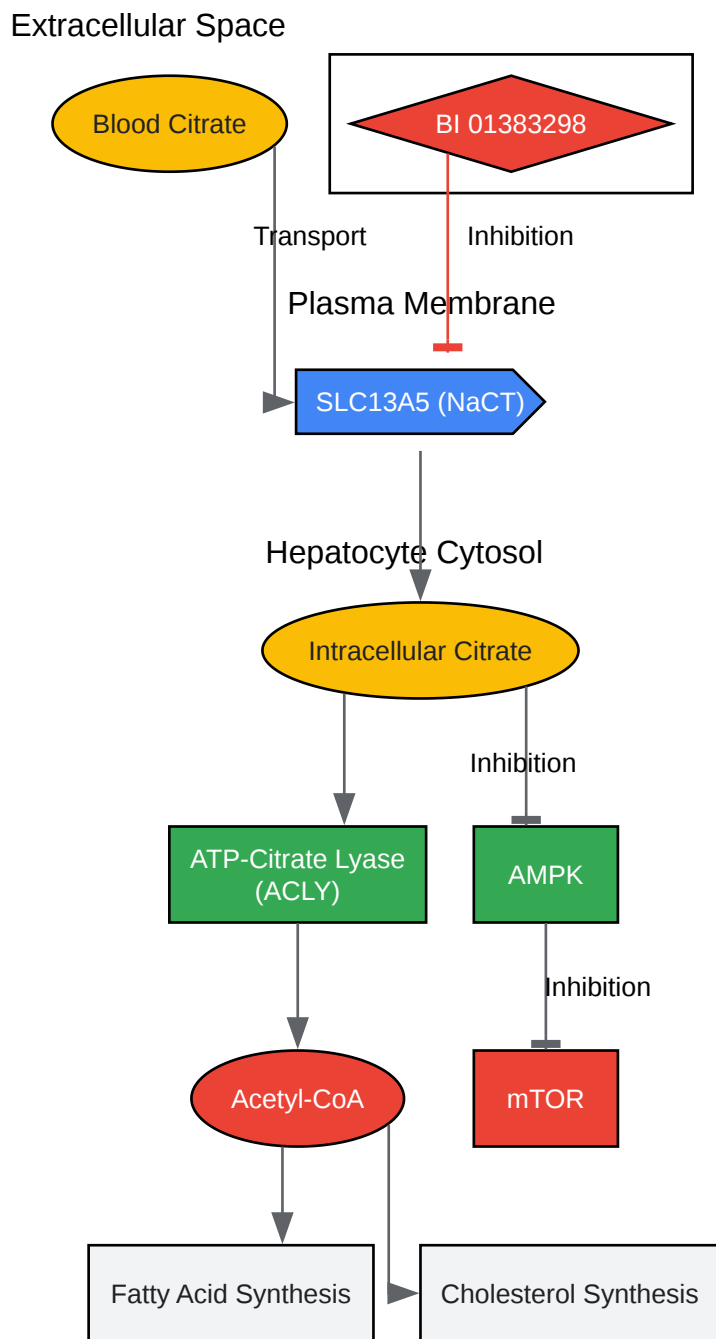 Extracellular Space
Blood Citrate
BI 01383298
Transport
Inhibition
Plasma Membrane
SLC13A5 (NaCT)
Hepatocyte Cytosol
Intracellular Citrate
Inhibition
ATP-Citrate Lyase
(ACLY)
AMPK
Inhibition
Acetyl-CoA
mTOR
Fatty Acid Synthesis
Cholesterol Synthesis